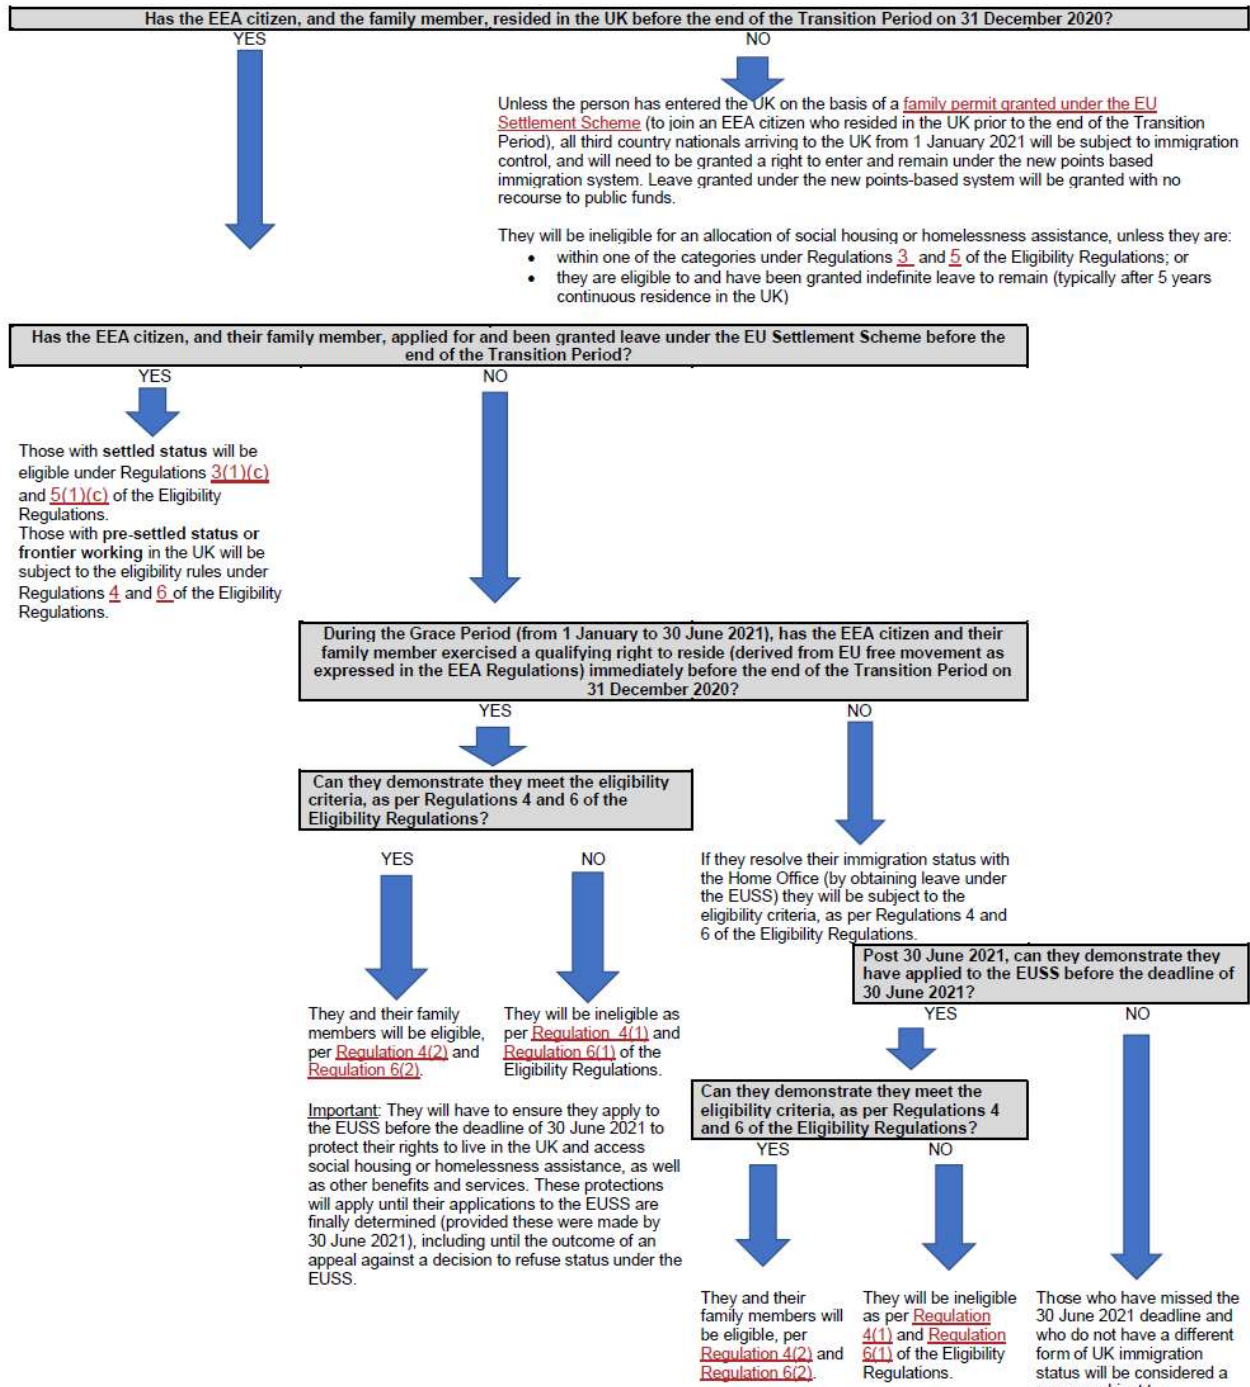 Has the EEA citizen, and the family member, resided in the UK before the end of the Transition Period on 31 December 2020?
YES
NO
Unless the person has entered the UK on the basis of a family permit granted under the EU
Settlement Scheme (to join an EEA citizen who resided in the UK prior to the end of the Transition
Period), all third country nationals arriving to the UK from 1 January 2021 will be subject to immigration
control, and will need to be granted a right to enter and remain under the new points based
immigration system. Leave granted under the new points-based system will be granted with no
recourse to public funds.
They will be ineligible for an allocation of social housing or homelessness assistance, unless they are:
• within one of the categories under Regulations 3 and 5 of the Eligibility Regulations; or
• they are eligible to and have been granted indefinite leave to remain (typically after 5 years
continuous residence in the UK)
Has the EEA citizen, and their family member, applied for and been granted leave under the EU Settlement Scheme before the
end of the Transition Period?
YES
NO
Those with settled status will be
eligible under Regulations 3(1)(c)
and 5(1)(c) of the Eligibility
Regulations.
Those with pre-settled status or
frontier working in the UK will be
subject to the eligibility rules under
Regulations 4 and 6 of the Eligibility
Regulations.
During the Grace Period (from 1 January to 30 June 2021), has the EEA citizen and their
family member exercised a qualifying right to reside (derived from EU free movement as
expressed in the EEA Regulations) immediately before the end of the Transition Period on
31 December 2020?
YES
NO
Can they demonstrate they meet the eligibility
criteria, as per Regulations 4 and 6 of the
Eligibility Regulations?
YES
NO
If they resolve their immigration status with
the Home Office (by obtaining leave under
the EUSS) they will be subject to the
eligibility criteria, as per Regulations 4 and
6 of the Eligibility Regulations.
Post 30 June 2021, can they demonstrate they
have applied to the EUSS before the deadline of
30 June 2021?
YES
NO
They and their family
members will be eligible,
per Regulation 4(2) and
Regulation 6(2).
They will be ineligible as
per Regulation 4(1) and
Regulation 6(1) of the
Eligibility Regulations.
Important: They will have to ensure they apply to
the EUSS before the deadline of 30 June 2021 to
protect their rights to live in the UK and access
social housing or homelessness assistance, as well
as other benefits and services. These protections
will apply until their applications to the EUSS are
finally determined (provided these were made by
30 June 2021), including until the outcome of an
appeal against a decision to refuse status under the
EUSS.
Can they demonstrate they meet the
eligibility criteria, as per Regulations 4
and 6 of the Eligibility Regulations?
YES
NO
They and their
family members will
be eligible, per
Regulation 4(2) and
Regulation 6(2).
They will be ineligible
as per Regulation
4(1) and Regulation
6(1) of the Eligibility
Regulations.
Those who have missed the
30 June 2021 deadline and
who do not have a different
form of UK immigration
status will be considered a